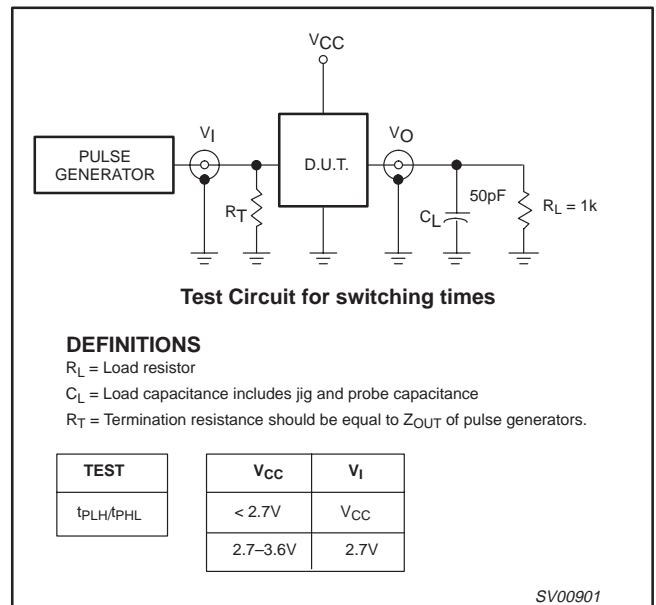 VCC
PULSE
GENERATOR
VI
RT
D.U.T.
VO
50pF
CL
RL = 1k
Test Circuit for switching times
DEFINITIONS
RL = Load resistor
CL = Load capacitance includes jig and probe capacitance
RT = Termination resistance should be equal to ZOUT of pulse generators.
TEST
tPLH/tPHL
VCC VI
< 2.7V VCC
2.7–3.6V 2.7V
SV00901